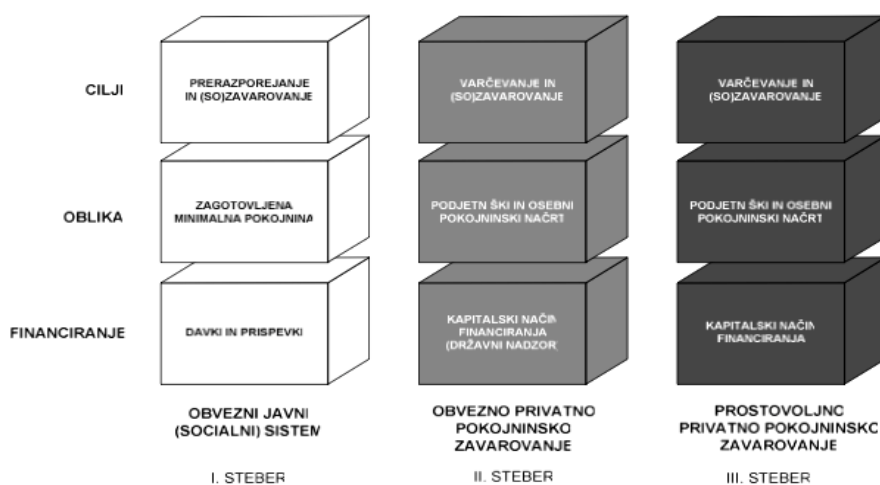 CILJI
PRERAZPOREJANJE
IN (SO)ZAVAROVANJE
VARČEVANJE IN
(SO)ZAVAROVANJE
VARČEVANJE IN
(SO)ZAVAROVANJE
OBLIKA
ZAGOTOVLJENA
MINIMALNA POKOJNINA
PODJETN ŠKI IN OSEBNI
POKOJNINSKI NAČRT
PODJETN ŠKI IN OSEBNI
POKOJNINSKI NAČRT
FINANCIRANJE
DAVKI IN PRISPEVKI
KAPITALSKI NAČIN
FINANCIRANJA
(DRŽAVNI NADZOR)
KAPITALSKI NAČIN
FINANCIRANJA
OBVEZNI JAVNI
(SOCIALNI) SISTEM
OBVEZNO PRIVATNO
POKOJNINSKO
ZAVAROVANJE
PROSTOVOLJNO
PRIVATNO POKOJNINSKO
ZAVAROVANJE
I. STEBER
II. STEBER
III. STEBER